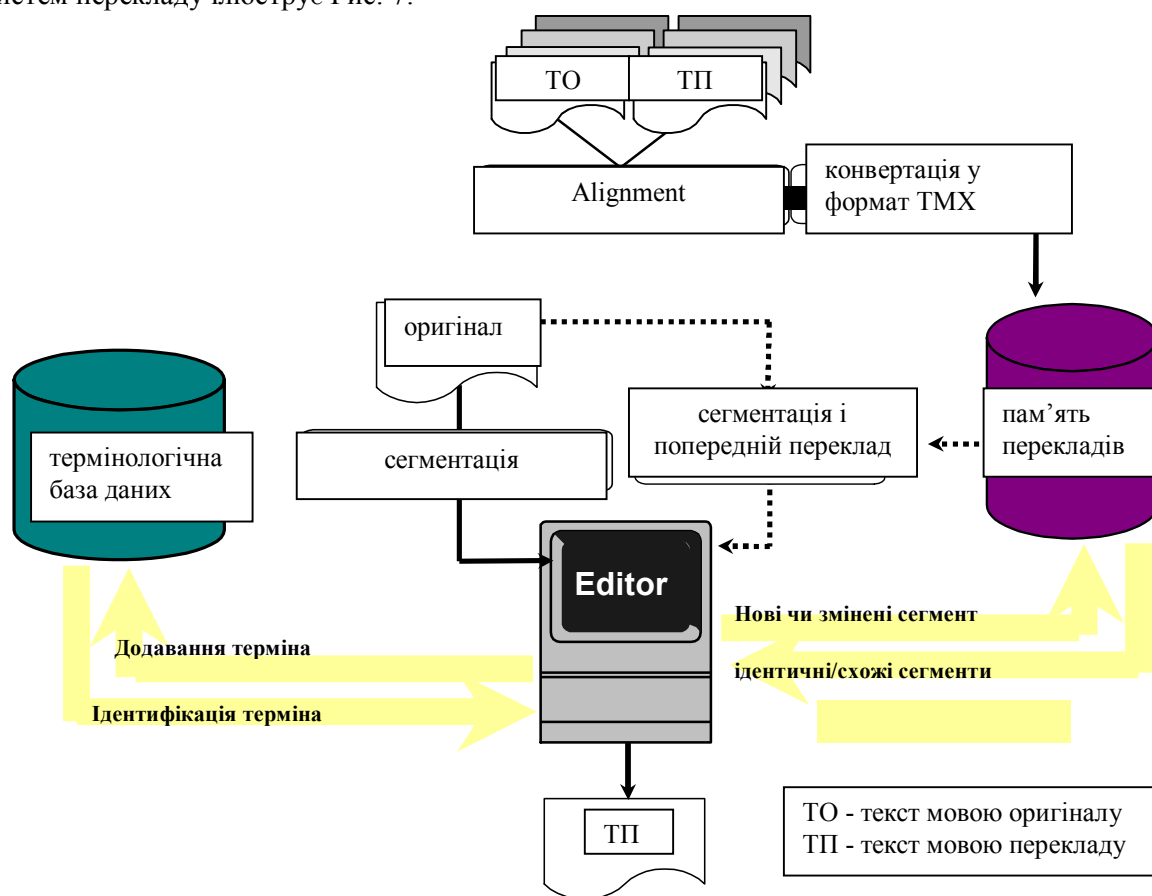 истем перекладу ілюструє Рис. 7.
ТО
ТП
Alignment
конвертація у
формат ТМХ
оригінал
сегментація і
попередній переклад
пам’ять
перекладів
термінологічна
база даних
сегментація
Editor
Нові чи змінені сегмент
Додавання терміна
ідентичні/схожі сегменти
Ідентифікація терміна
ТП
ТО - текст мовою оригіналу
ТП - текст мовою перекладу